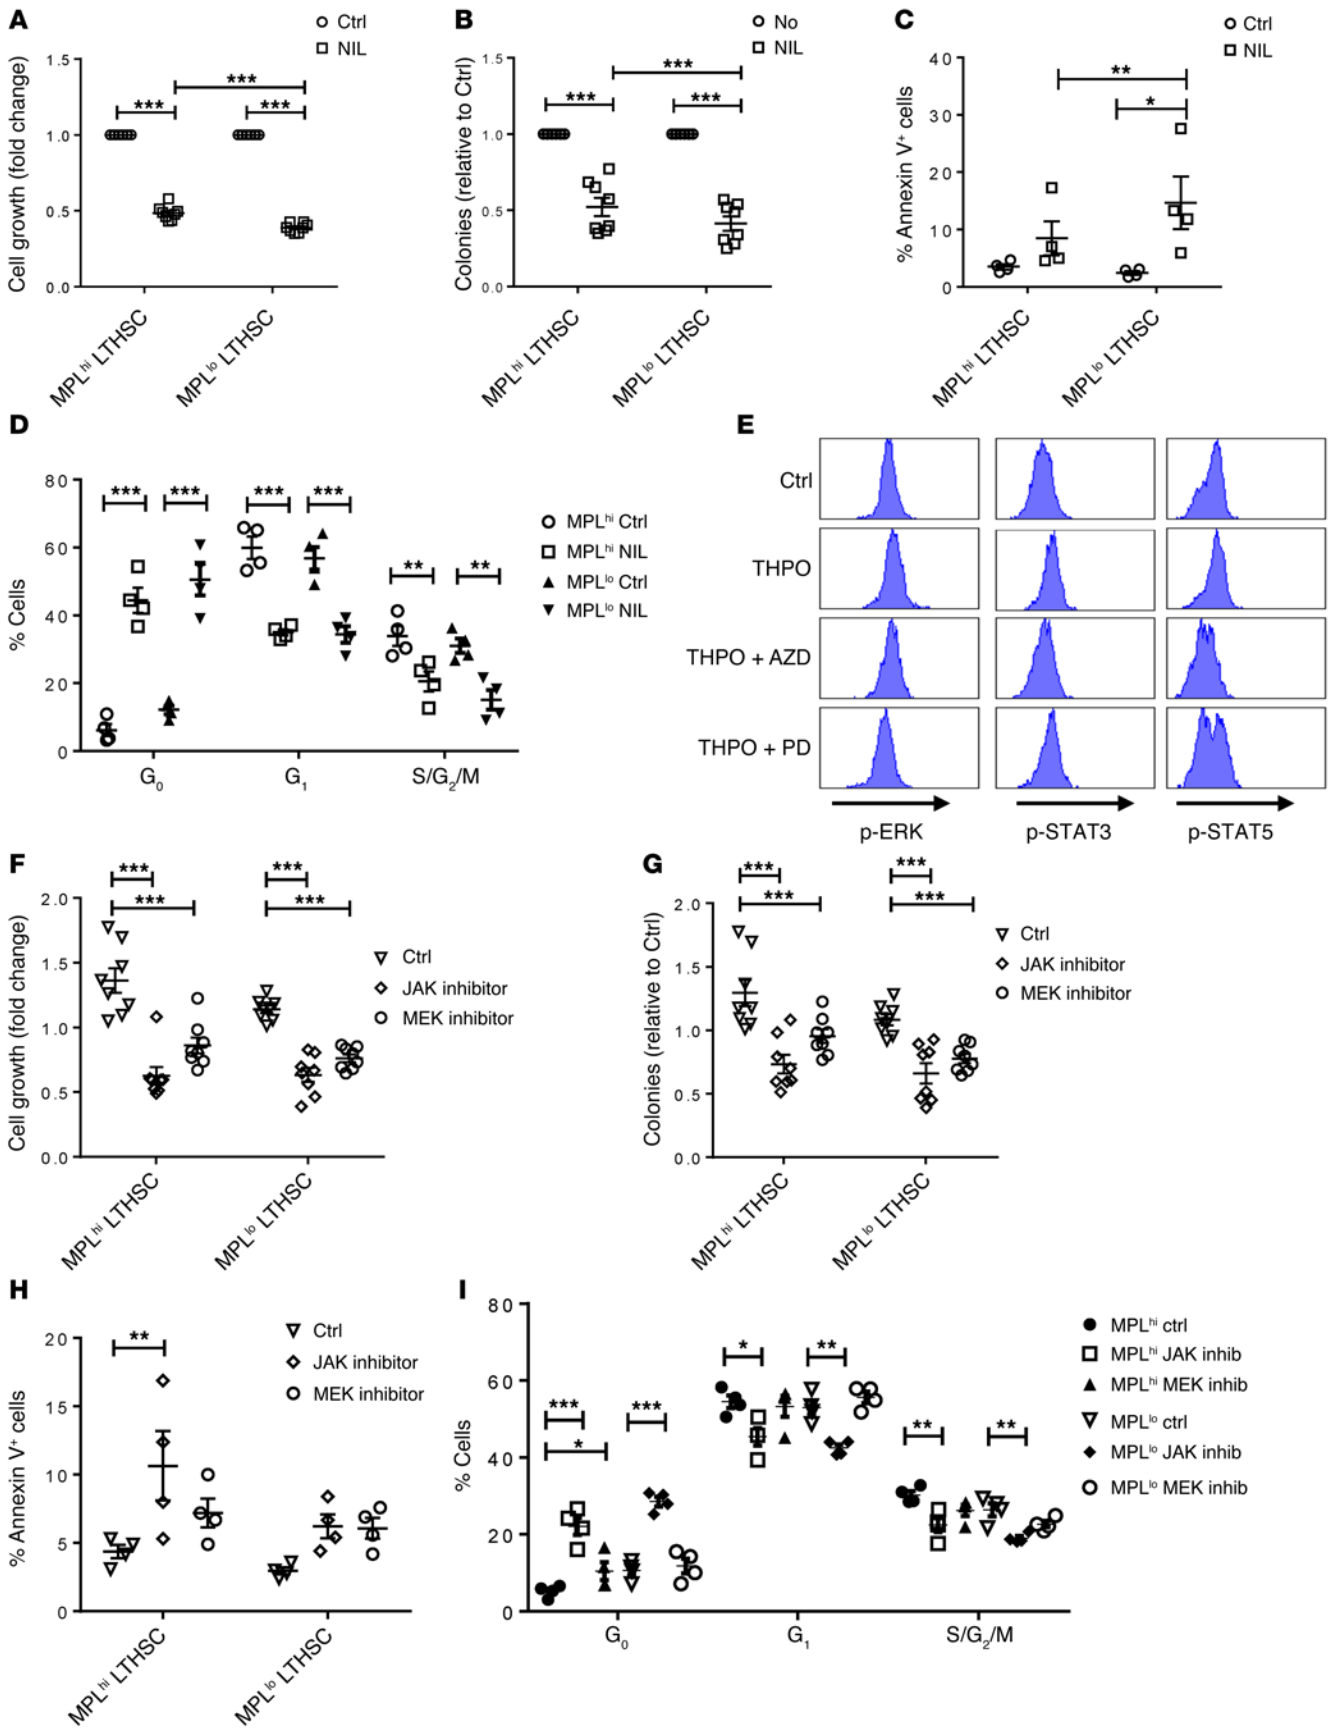 A
Ctrl
NIL
Cell growth (fold change)
1.5
1.0
0.5
0.0
***
***
***
MPLhi LTHSC
MPLlo LTHSC
B
No
NIL
Colonies (relative to Ctrl)
1.5
1.0
0.5
0.0
***
***
***
MPLhi LTHSC
MPLlo LTHSC
C
Ctrl
NIL
% Annexin V+ cells
40
30
20
10
0
**
*
MPLhi LTHSC
MPLlo LTHSC
D
% Cells
80
60
40
20
0
***
***
***
***
**
**
G0
G1
S/G2/M
MPLhi Ctrl
MPLhi NIL
MPLlo Ctrl
MPLlo NIL
E
Ctrl
THPO
THPO + AZD
THPO + PD
p-ERK
p-STAT3
p-STAT5
F
Cell growth (fold change)
2.0
1.5
1.0
0.5
0.0
***
***
***
***
Ctrl
JAK inhibitor
MEK inhibitor
MPLhi LTHSC
MPLlo LTHSC
G
Colonies (relative to Ctrl)
2.0
1.5
1.0
0.5
0.0
***
***
***
***
Ctrl
JAK inhibitor
MEK inhibitor
MPLhi LTHSC
MPLlo LTHSC
H
% Annexin V+ cells
20
15
10
5
0
**
Ctrl
JAK inhibitor
MEK inhibitor
MPLhi LTHSC
MPLlo LTHSC
I
% Cells
80
60
40
20
0
***
*
***
*
**
**
**
G0
G1
S/G2/M
MPLhi ctrl
MPLhi JAK inhib
MPLhi MEK inhib
MPLlo ctrl
MPLlo JAK inhib
MPLlo MEK inhib